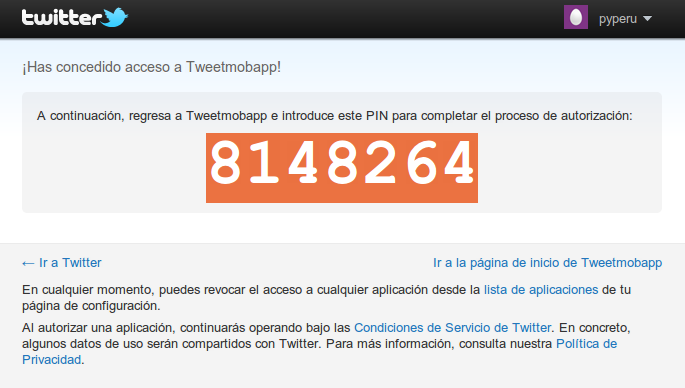 twitter
pyperu
¡Has concedido acceso a Tweetmobapp!
A continuación, regresa a Tweetmobapp e introduce este PIN para completar el proceso de autorización:
8148264
← Ir a Twitter
Ir a la página de inicio de Tweetmobapp
En cualquier momento, puedes revocar el acceso a cualquier aplicación desde la lista de aplicaciones de tu
página de configuración.
Al autorizar una aplicación, continuarás operando bajo las Condiciones de Servicio de Twitter. En concreto,
algunos datos de uso serán compartidos con Twitter. Para más información, consulta nuestra Política de
Privacidad.